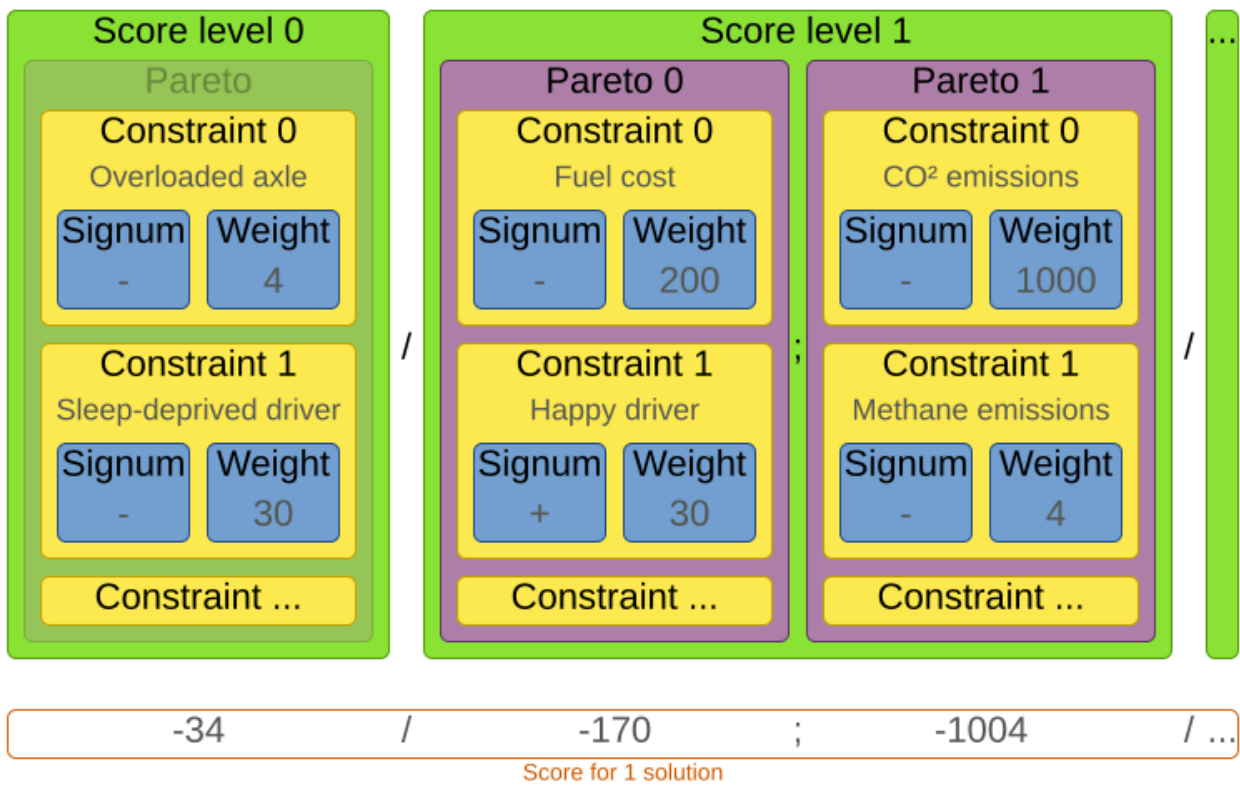 Score level 0
Pareto
Constraint 0
Overloaded axle
Signum Weight
- 4
Constraint 1
Sleep-deprived driver
Signum Weight
- 30
Constraint ...
/
Score level 1
Pareto 0
Constraint 0
Fuel cost
Signum Weight
- 200
Constraint 1
Happy driver
Signum Weight
+ 30
Constraint ...
;
Pareto 1
Constraint 0
CO² emissions
Signum Weight
- 1000
Constraint 1
Methane emissions
Signum Weight
- 4
Constraint ...
/
...
-34 / -170 ; -1004 / ...
Score for 1 solution